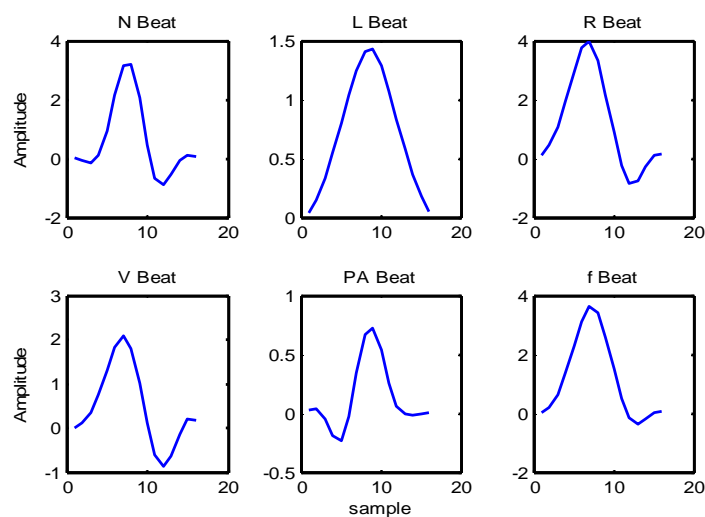 N Beat L Beat R Beat
4 1.5 4
2 1 2
Amplitude
0 0.5 0
-2 0 -2
0 10 20 0 10 20 0 10 20
V Beat PA Beat f Beat
3 1 4
2 0.5 2
Amplitude
1
0 0 0
-1 -0.5 -2
0 10 20 0 10 20 0 10 20
sample